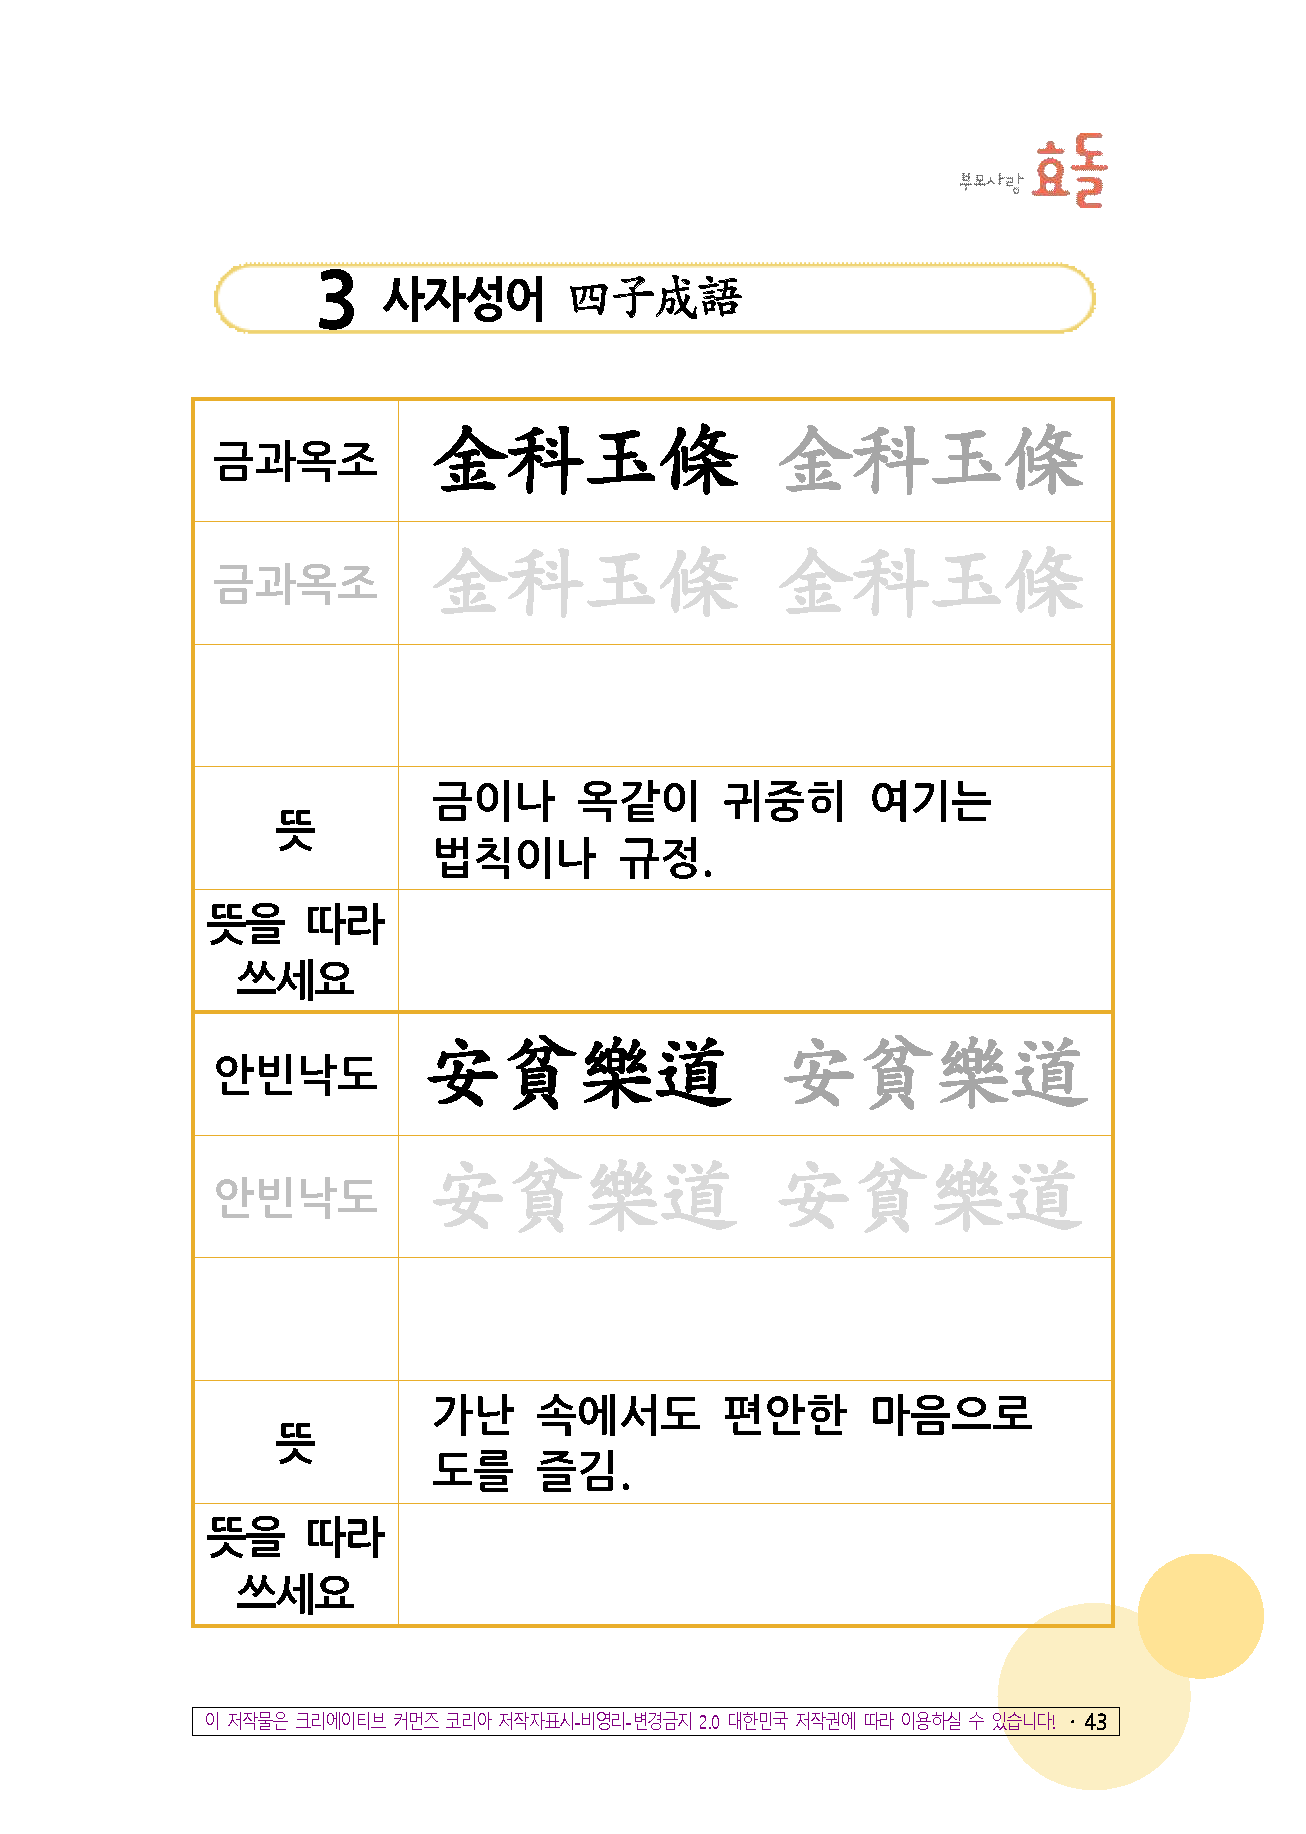 부모사랑 효돌
3 사자성어 四子成語
금과옥조 金科玉條 金科玉條
금과옥조 金科玉條 金科玉條
뜻
금이나 옥같이 귀중히 여기는
법칙이나 규정.
뜻을 따라
쓰세요
안빈낙도 安貧樂道 安貧樂道
안빈낙도 安貧樂道 安貧樂道
뜻
가난 속에서도 편안한 마음으로
도를 즐김.
뜻을 따라
쓰세요
이 저작물은 크리에이티브 커먼즈 코리아 저작자표시-비영리-변경금지 2.0 대한민국 저작권에 따라 이용하실 수 있습니다! · 43